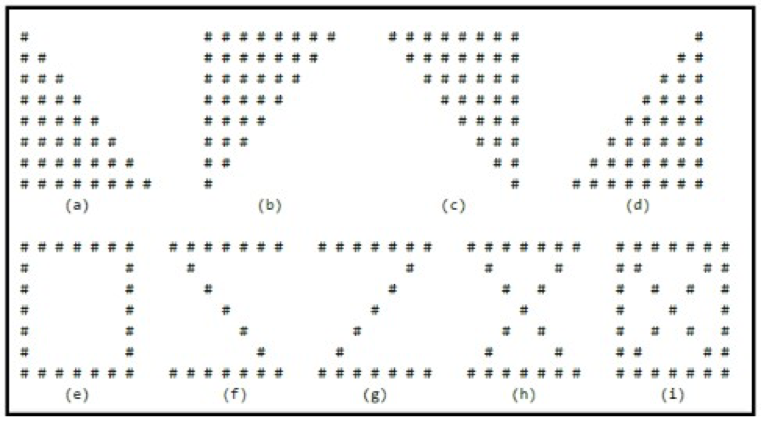 #                    # # # # # # # #      # # # # # # # #                    #
# #                  # # # # # # #          # # # # # # #                  # #
# # #                # # # # # #              # # # # # #                # # #
# # # #              # # # # #                  # # # # #              # # # #
# # # # #            # # # #                      # # # #            # # # # #
# # # # # #          # # #                          # # #          # # # # # #
# # # # # # #        # #                              # #        # # # # # # #
# # # # # # # #      #                                  #      # # # # # # # #
(a) (b) (c) (d)
# # # # # # #    # # # # # # #    # # # # # # #    # # # # # # #    # # # # # # #
#           #      #                        #        #       #      # #       # #
#           #        #                    #            #   #        #   #   #   #
#           #          #                #                #          #     #     #
#           #            #            #                #   #        #   #   #   #
#           #              #        #                #       #      # #       # #
# # # # # # #    # # # # # # #    # # # # # # #    # # # # # # #    # # # # # # #
(e) (f) (g) (h) (i)